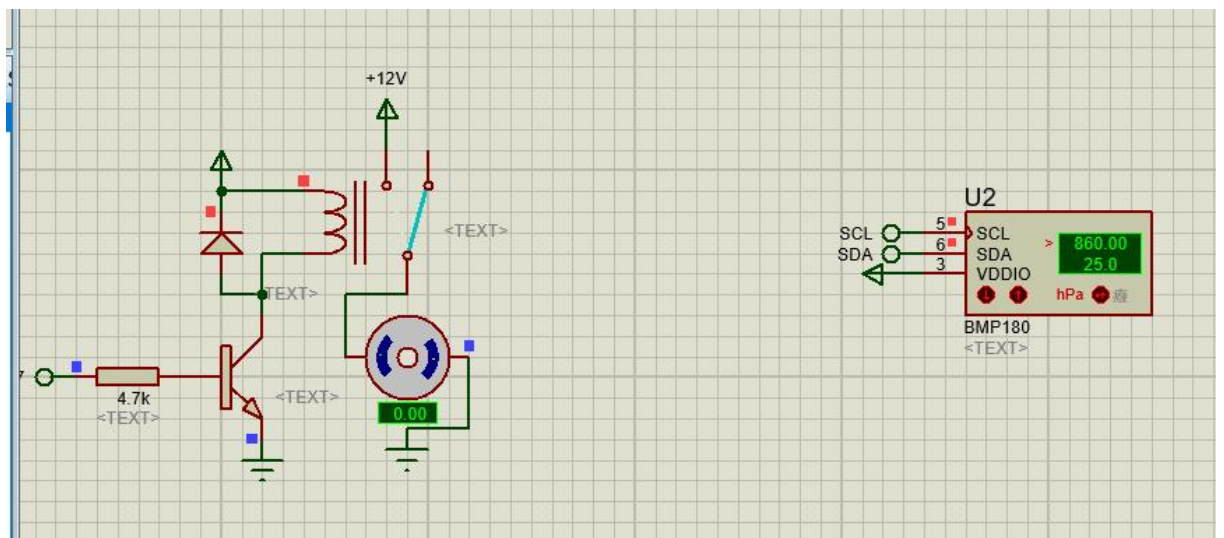 +12V
<TEXT>
TEXT>
4.7k
<TEXT>
<TEXT>
0.00
U2
SCL 5 SCL
SDA 6 SDA
3 VDDIO
> 860.00
25.0
hPa
BMP180
<TEXT>